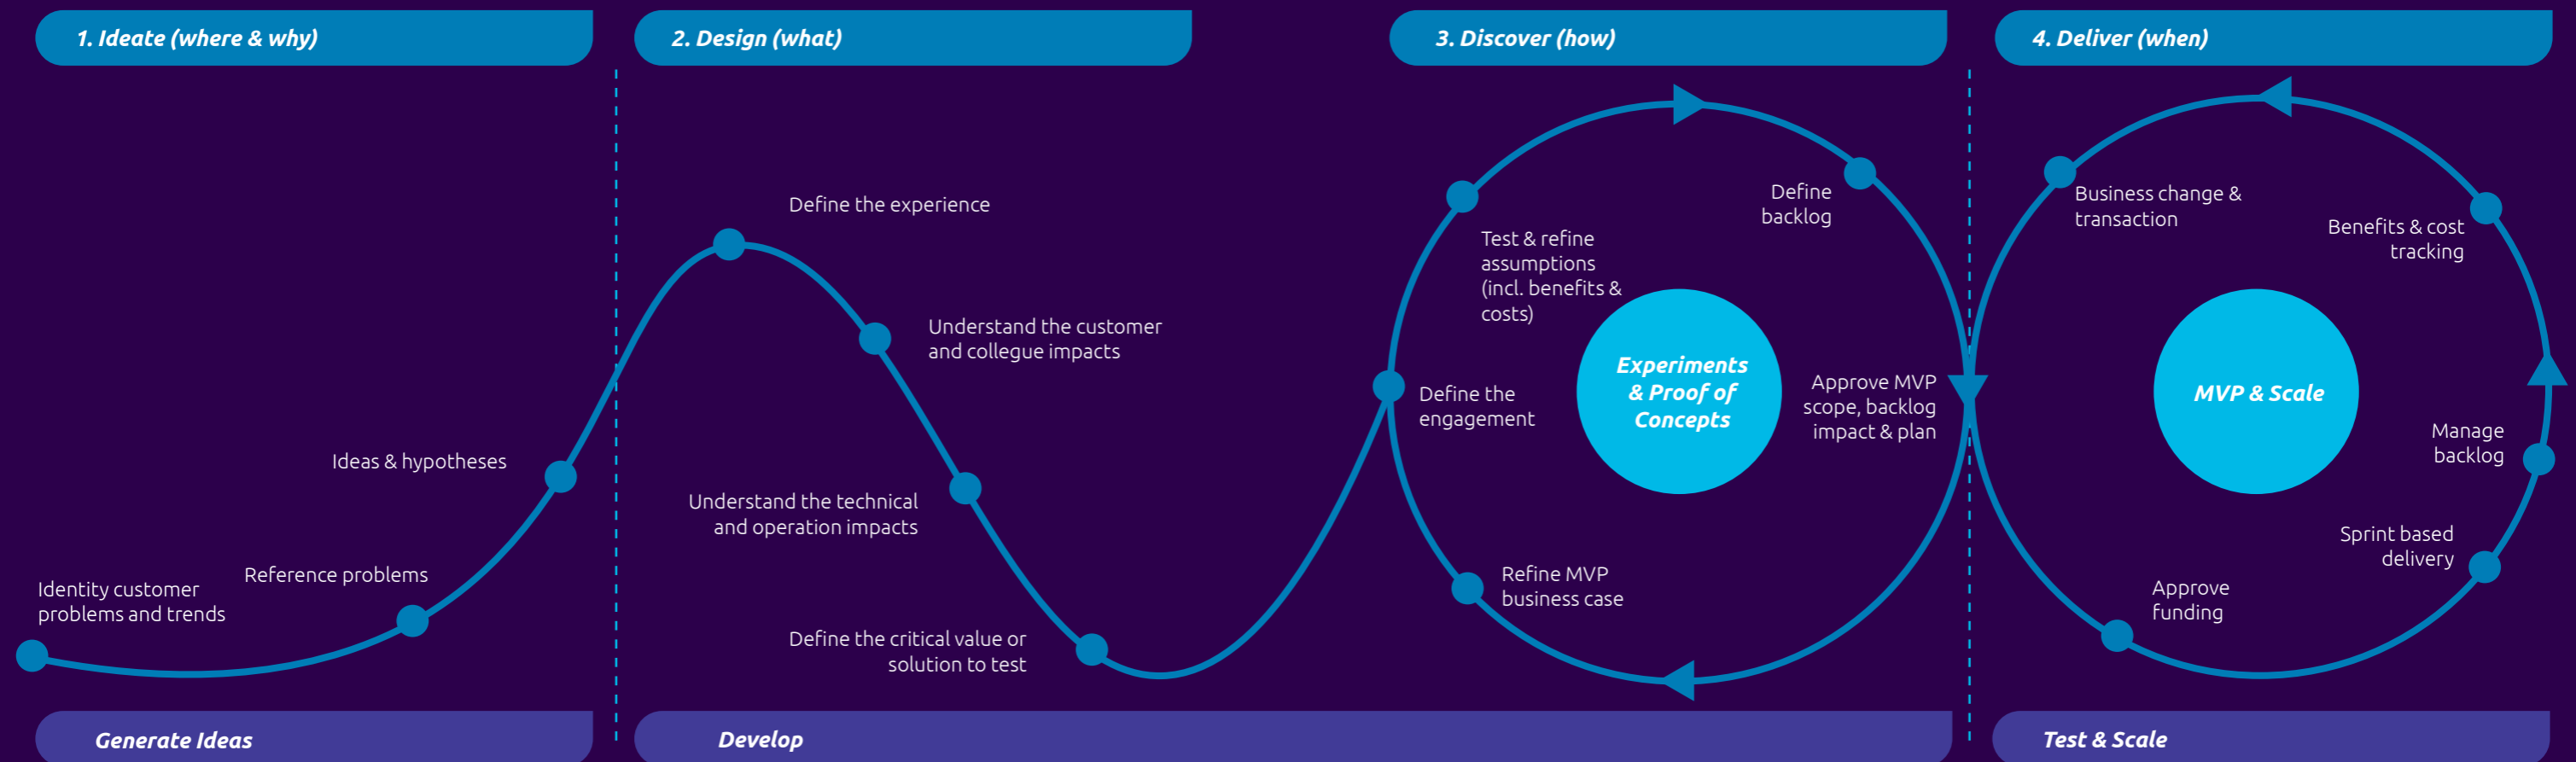 1. Ideate (where & why)
2. Design (what)
3. Discover (how)
4. Deliver (when)
Identity customer
problems and trends
Reference problems
Ideas & hypotheses
Define the experience
Understand the customer
and collegue impacts
Understand the technical
and operation impacts
Define the critical value or
solution to test
Define the
engagement
Test & refine
assumptions
(incl. benefits &
costs)
Define
backlog
Approve MVP
scope, backlog
impact & plan
Refine MVP
business case
Experiments
& Proof of
Concepts
Approve
funding
Sprint based
delivery
Manage
backlog
Benefits & cost
tracking
Business change &
transaction
MVP & Scale
Generate Ideas
Develop
Test & Scale